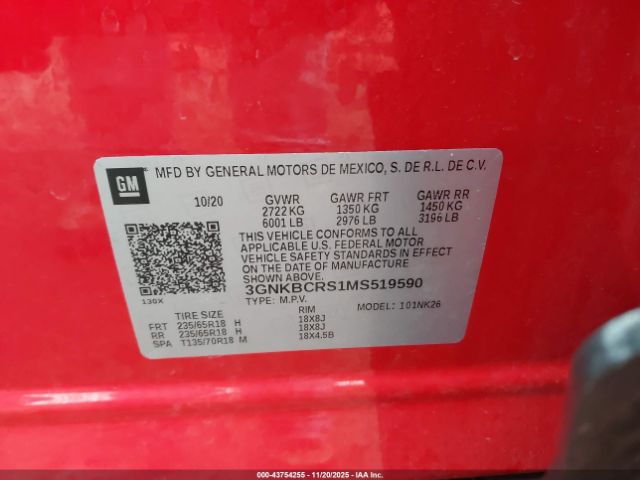 GM
MFD BY GENERAL MOTORS DE MEXICO, S. DE R.L. DE C.V.
10/20 GVWR GAWR FRT GAWR RR
2722 KG 1350 KG 1450 KG
6001 LB 2976 LB 3196 LB
THIS VEHICLE CONFORMS TO ALL
APPLICABLE U.S. FEDERAL MOTOR
VEHICLE SAFETY STANDARDS IN
EFFECT ON THE DATE OF MANUFACTURE
SHOWN ABOVE.
3GNKBCRS1MS519590
130X TYPE: M.P.V. MODEL: 101NK26
TIRE SIZE RIM
FRT 235/65R18 H 18X8J
RR 235/65R18 H 18X8J
SPA T135/70R18 M 18X4.5B
000-43754255 - 11/20/2025 - IAA Inc.